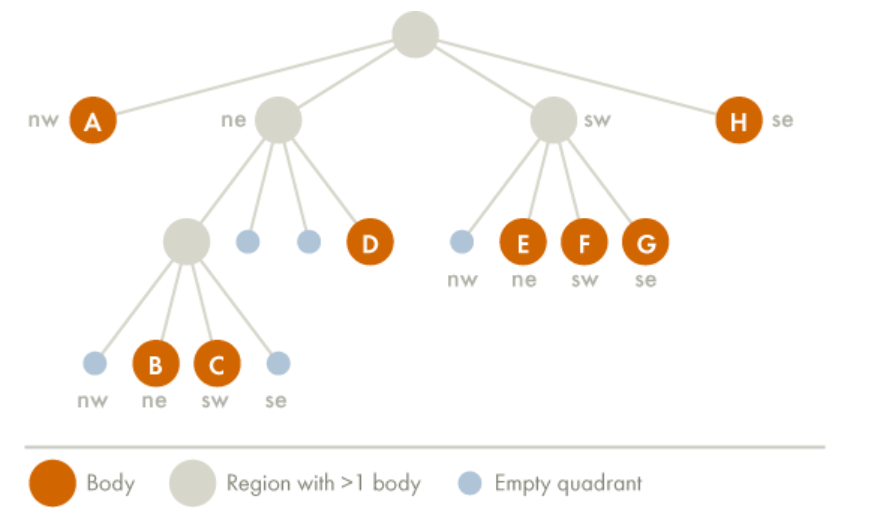 nw A ne sw H se
D E F G
nw ne sw se
B C
nw ne sw se
Body Region with >1 body Empty quadrant